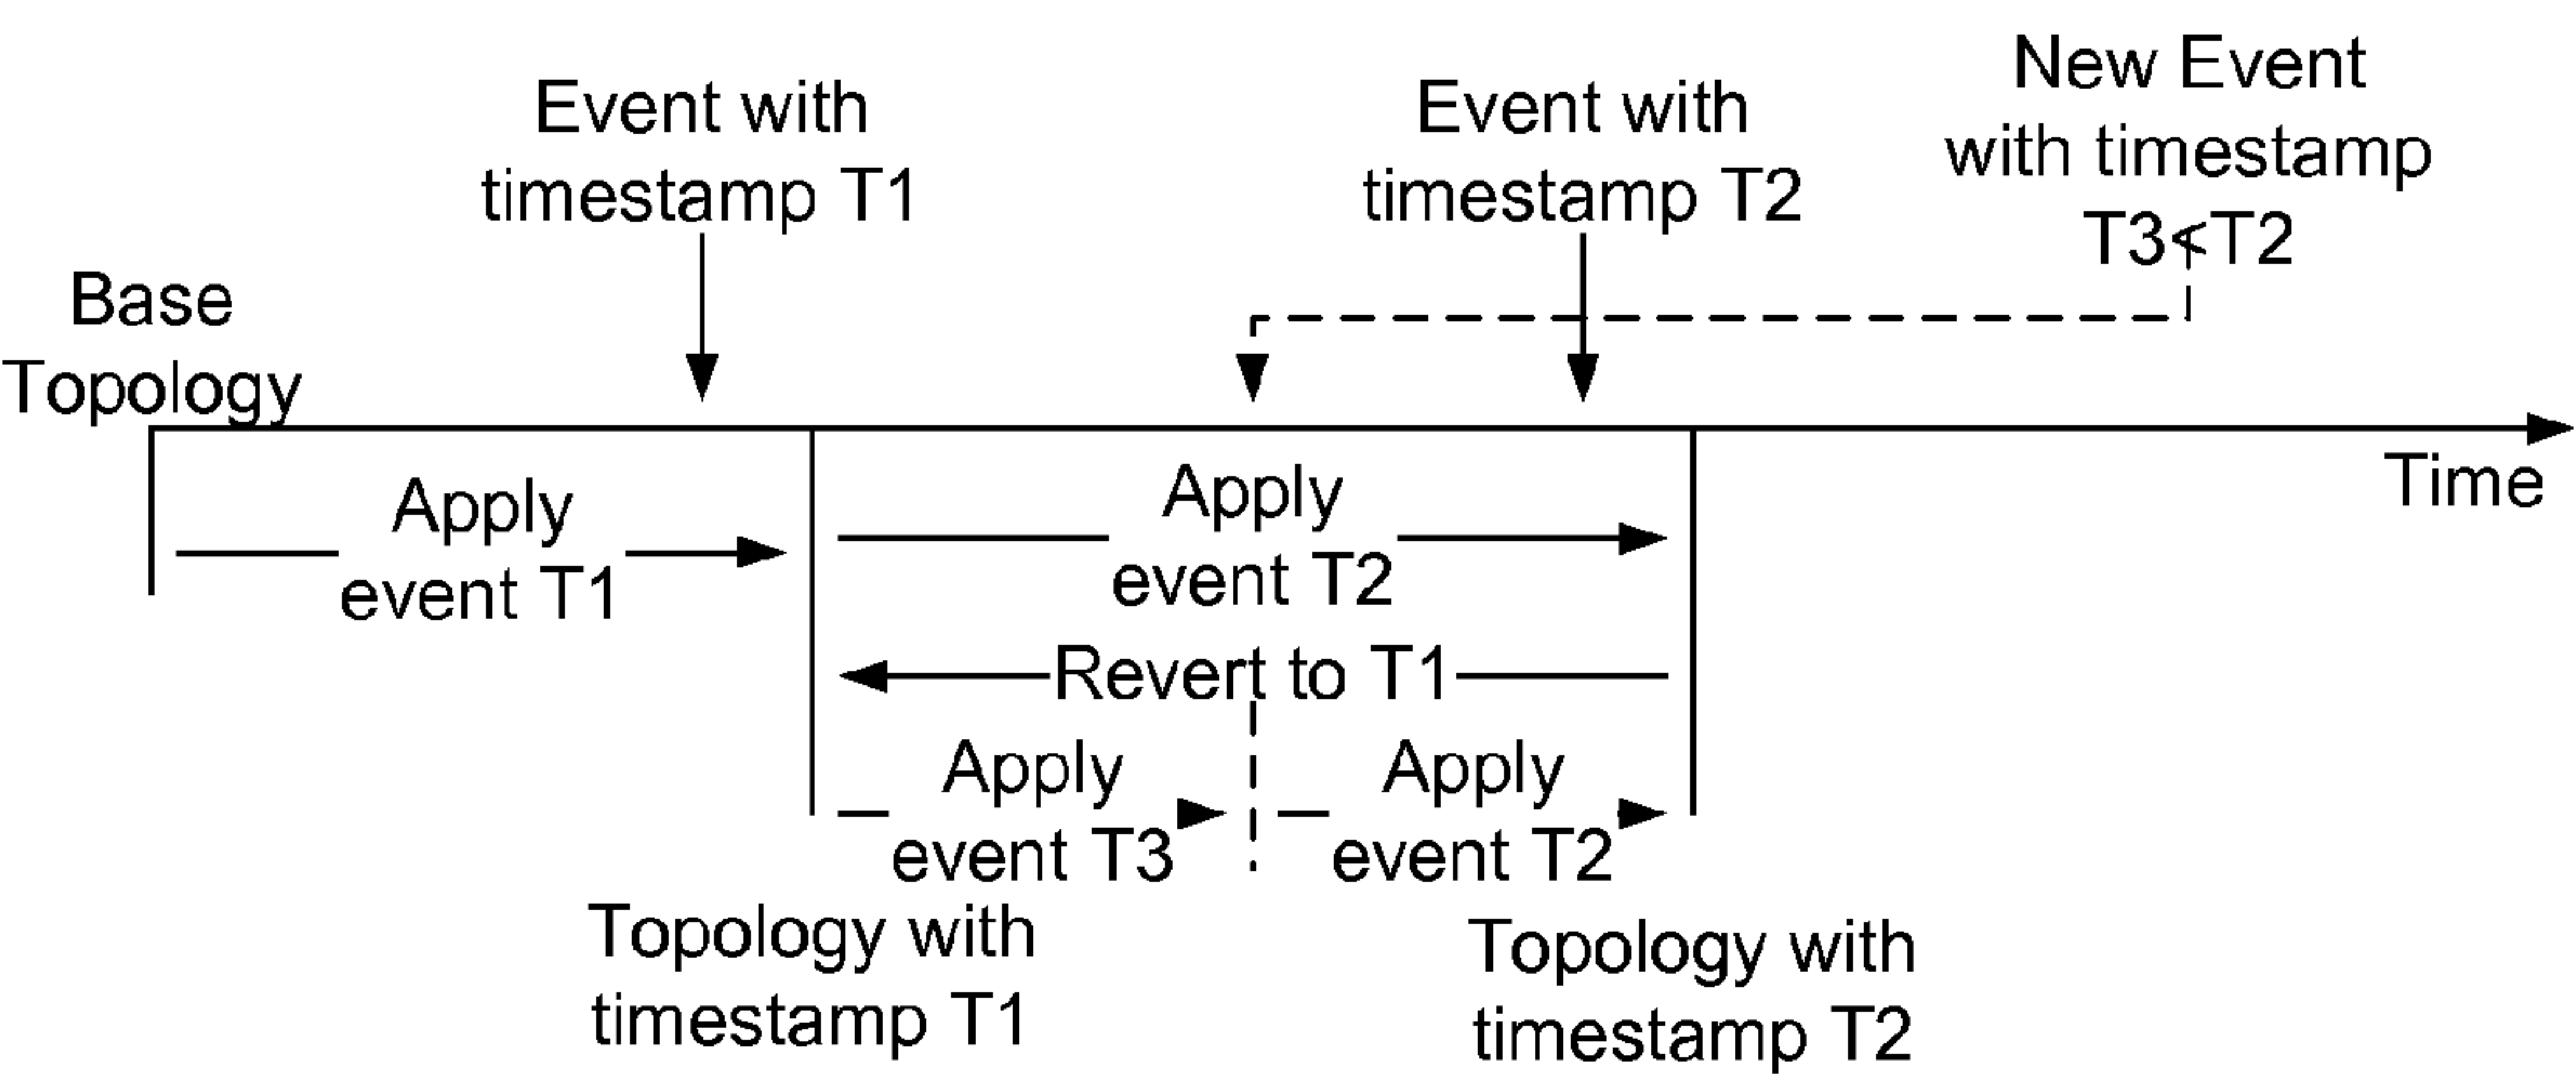 New Event
with timestamp
T3<T2
Event with
timestamp T1
Event with
timestamp T2
Base
Topology
Time
Apply
event T1
Apply
event T2
Revert to T1
Apply
event T3
Apply
event T2
Topology with
timestamp T1
Topology with
timestamp T2